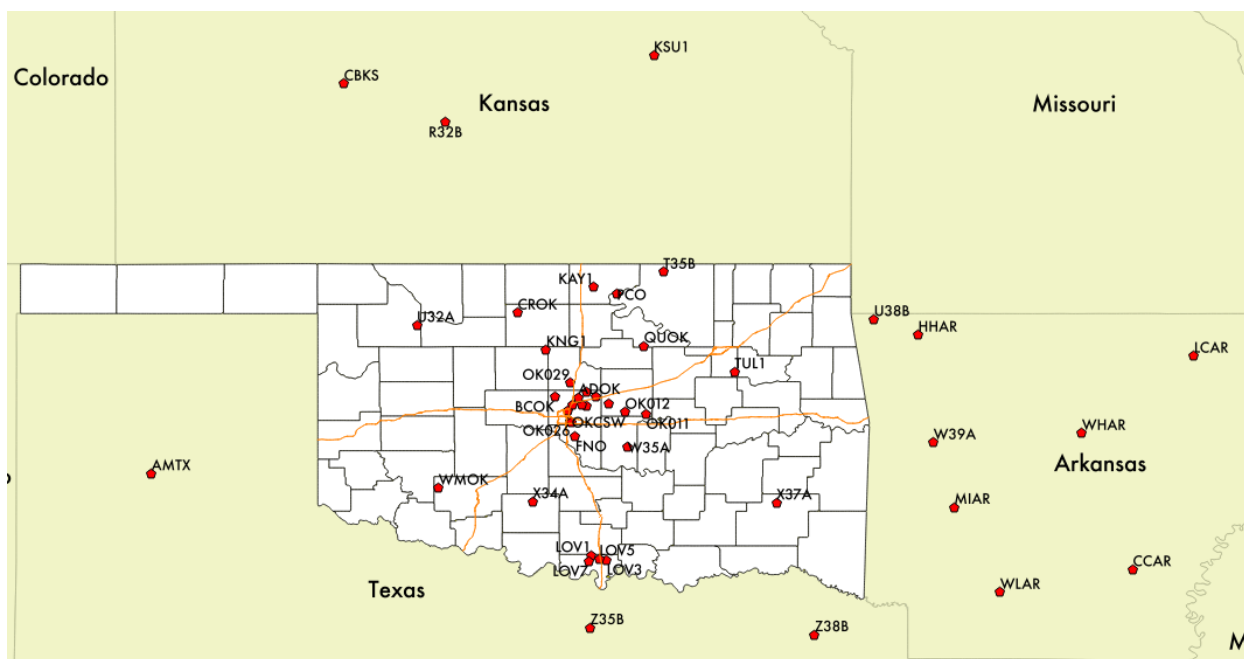 KSU1
Colorado
CBKS
Kansas
Missouri
R32B
T35B
KAY1
PCO
CROK
U32A
U38B
HHAR
KNG1
QUOK
LCAR
TUL1
OK029
ADOK
BCOK
OK012
OKCSW
OK011
OK026
FNO
W35A
W39A
WHAR
Arkansas
AMTX
WMOK
X34A
X37A
MIAR
LOV1
LOV5
LOV7
LOV3
CCAR
Texas
WLAR
Z35B
Z38B
M